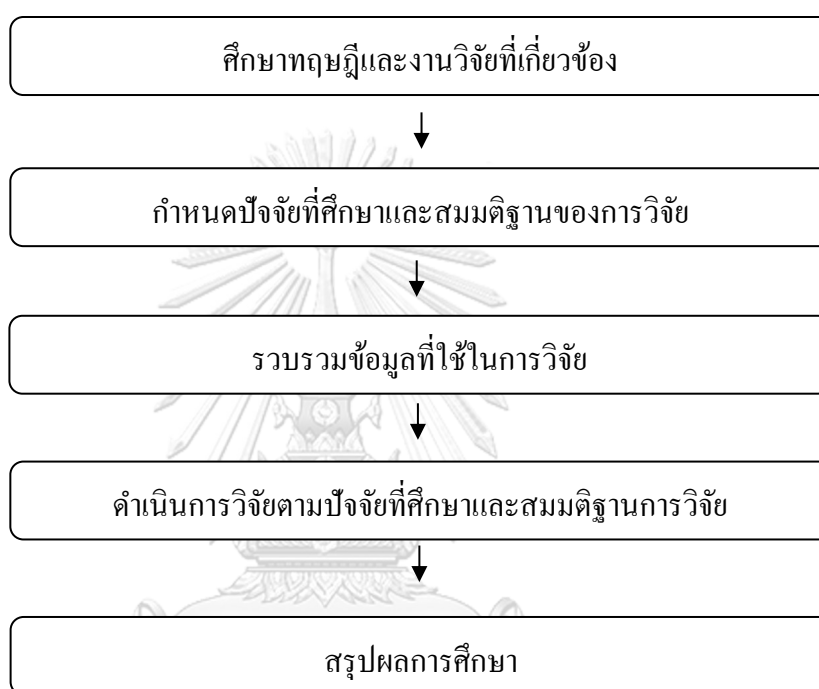 ศึกษาทฤษฎีและงานวิจัยที่เกี่ยวข้อง
กำหนดปัจจัยที่ศึกษาและสมมติฐานของการวิจัย
รวบรวมข้อมูลที่ใช้ในการวิจัย
ดำเนินการวิจัยตามปัจจัยที่ศึกษาและสมมติฐานการวิจัย
สรุปผลการศึกษา